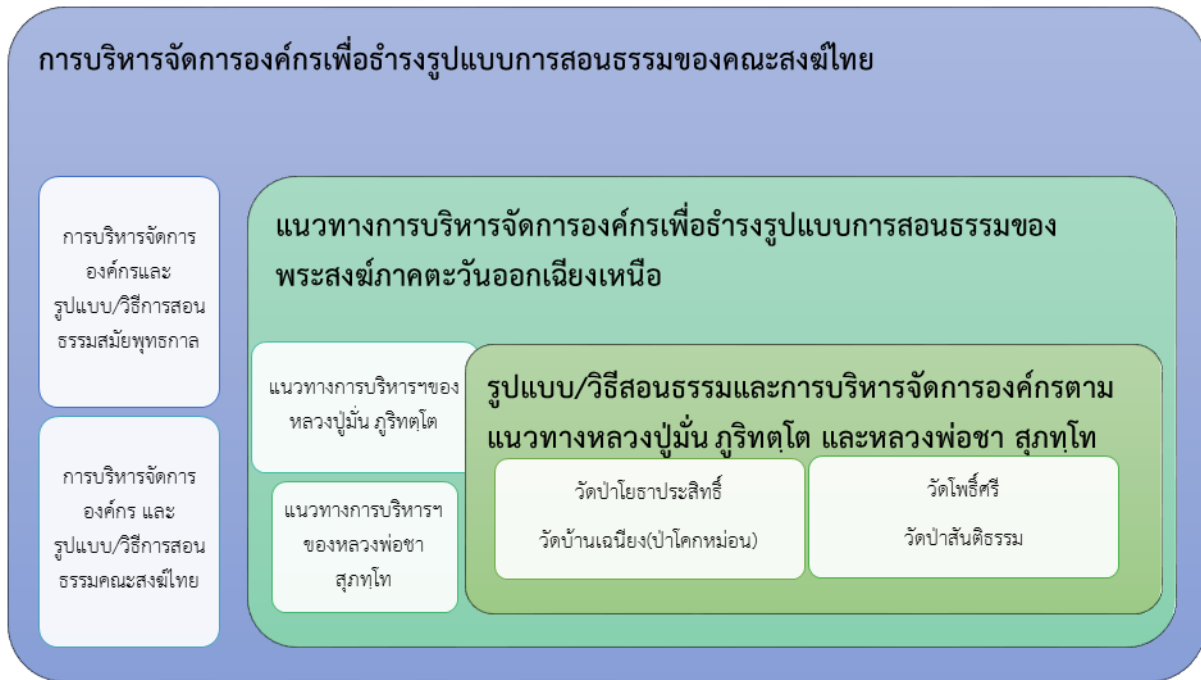 การบริหารจัดการองค์กรเพื่อธำรงรูปแบบการสอนธรรมของคณะสงฆ์ไทย
การบริหารจัดการ
องค์กรและ
รูปแบบ/วิธีการสอน
ธรรมสมัยพุทธกาล
การบริหารจัดการ
องค์กร และ
รูปแบบ/วิธีการสอน
ธรรมคณะสงฆ์ไทย
แนวทางการบริหารจัดการองค์กรเพื่อธำรงรูปแบบการสอนธรรมของ
พระสงฆ์ภาคตะวันออกเฉียงเหนือ
แนวทางการบริหารฯของ
หลวงปู่มั่น ภูริทตฺโต
แนวทางการบริหารฯ
ของหลวงพ่อชา
สุภทฺโท
รูปแบบ/วิธีสอนธรรมและการบริหารจัดการองค์กรตาม
แนวทางหลวงปู่มั่น ภูริทตฺโต และหลวงพ่อชา สุภทฺโท
วัดป่าโยธาประสิทธิ์
วัดบ้านเฉนียง(ป่าโคกหม่อน)
วัดโพธิ์ศรี
วัดป่าสันติธรรม